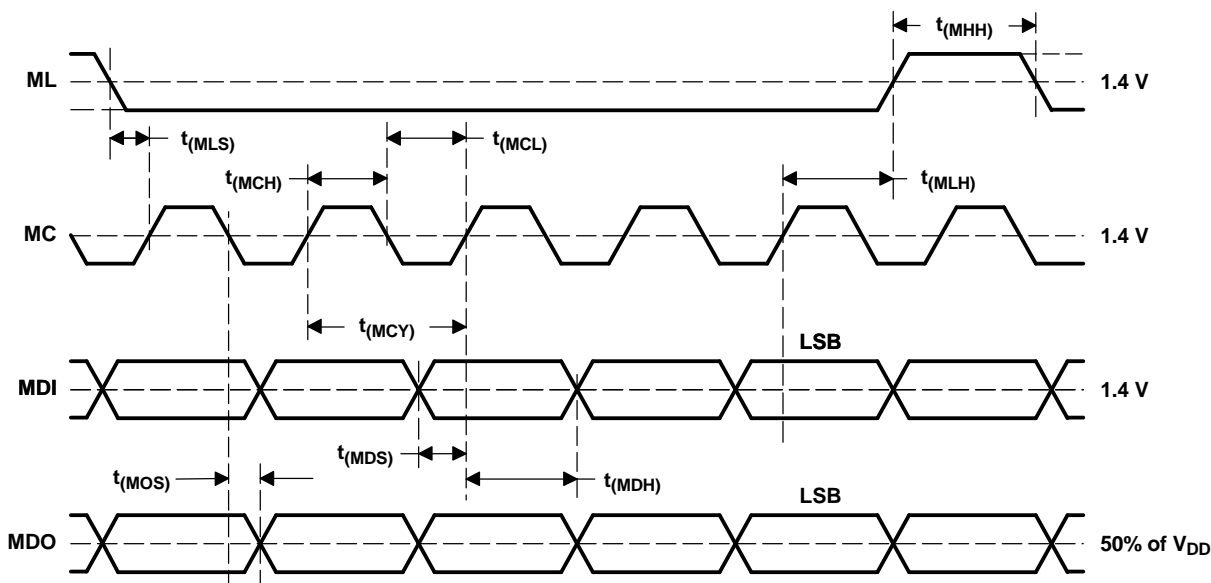 t(MHH)
ML
1.4 V
t(MLS)
t(MCL)
t(MCH)
t(MLH)
MC
1.4 V
t(MCY)
LSB
MDI
1.4 V
t(MDS)
t(MOS)
t(MDH)
LSB
MDO
50% of VDD